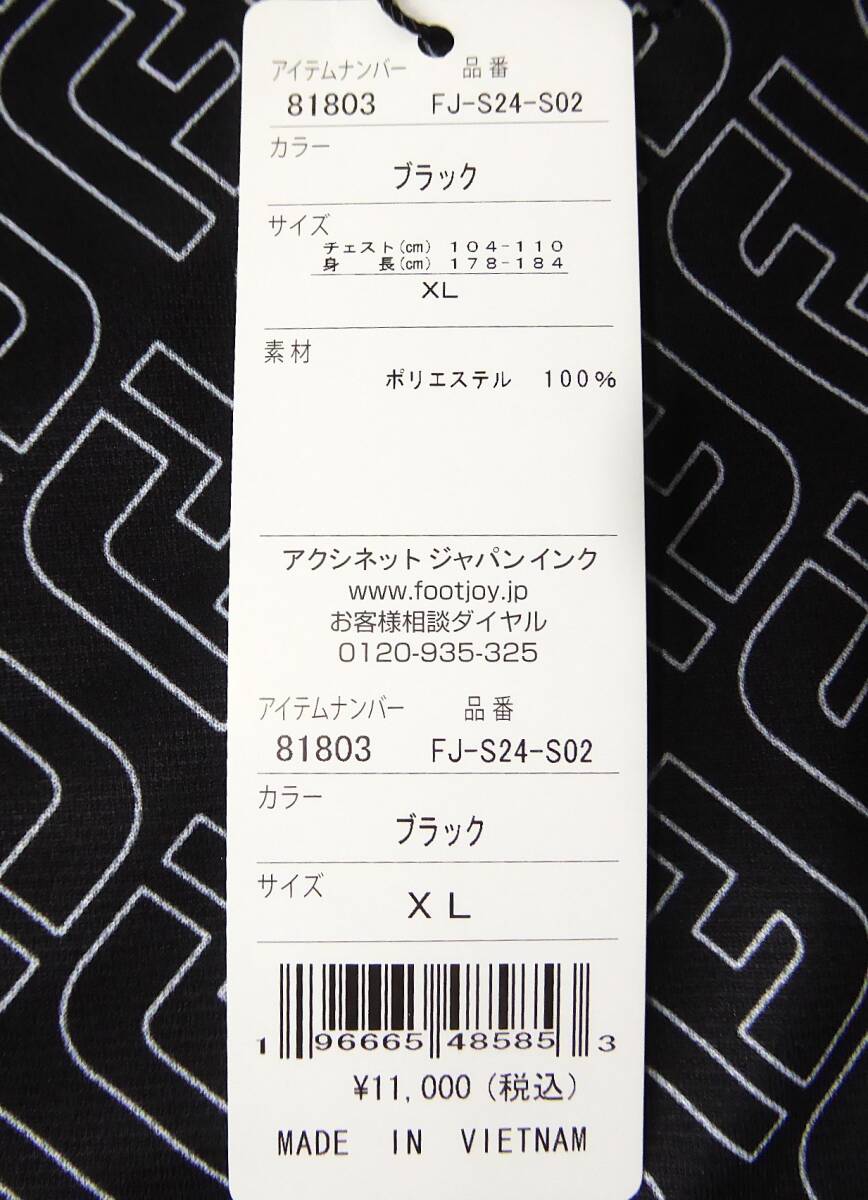 アイテムナンバー 品番
81803 FJ-S24-S02
カラー
ブラック
サイズ
チェスト(cm) 104-110
身 長(cm) 178-184
XL
素材
ポリエステル 100%
アクシネット ジャパン インク
www.footjoy.jp
お客様相談ダイヤル
0120-935-325
アイテムナンバー 品番
81803 FJ-S24-S02
カラー
ブラック
サイズ
XL
1 96665 48585 3
¥11,000 (税込)
MADE IN VIETNAM